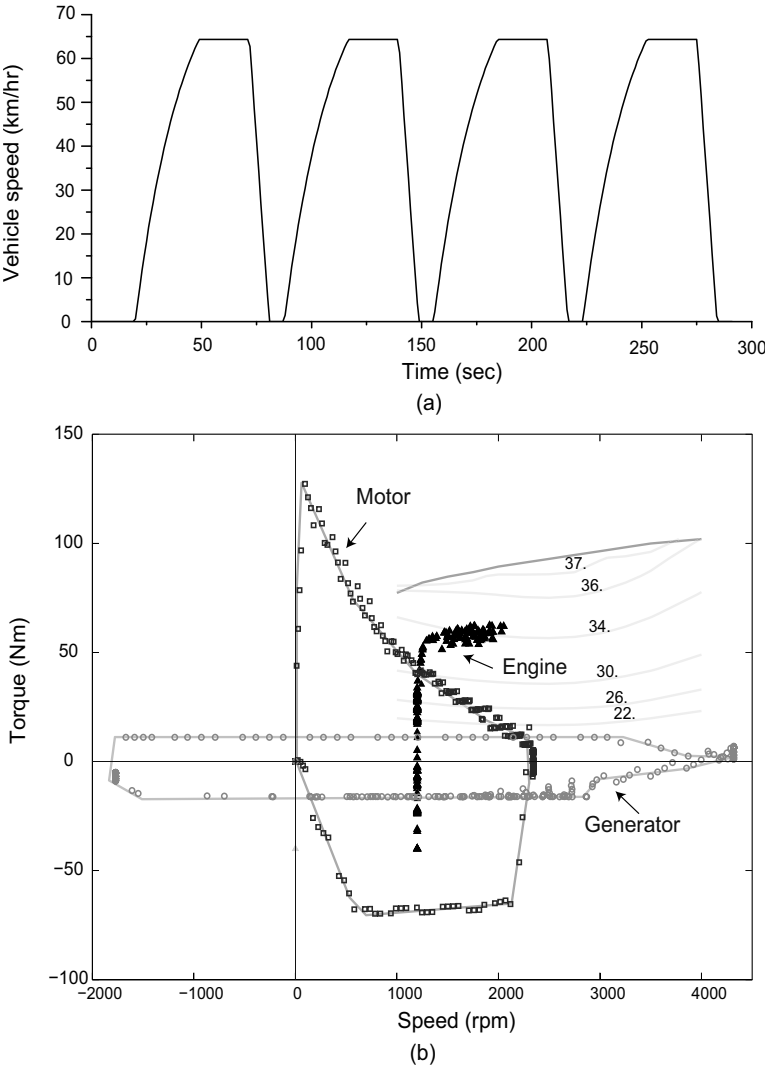 70
60
50
40
30
20
10
0
Vehicle speed (km/hr)
0 50 100 150 200 250 300
Time (sec)
(a)
150
100
50
0
−50
−100
Torque (Nm)
Motor
37.
36.
34.
Engine
30.
26.
22.
Generator
−2000 −1000 0 1000 2000 3000 4000
Speed (rpm)
(b)